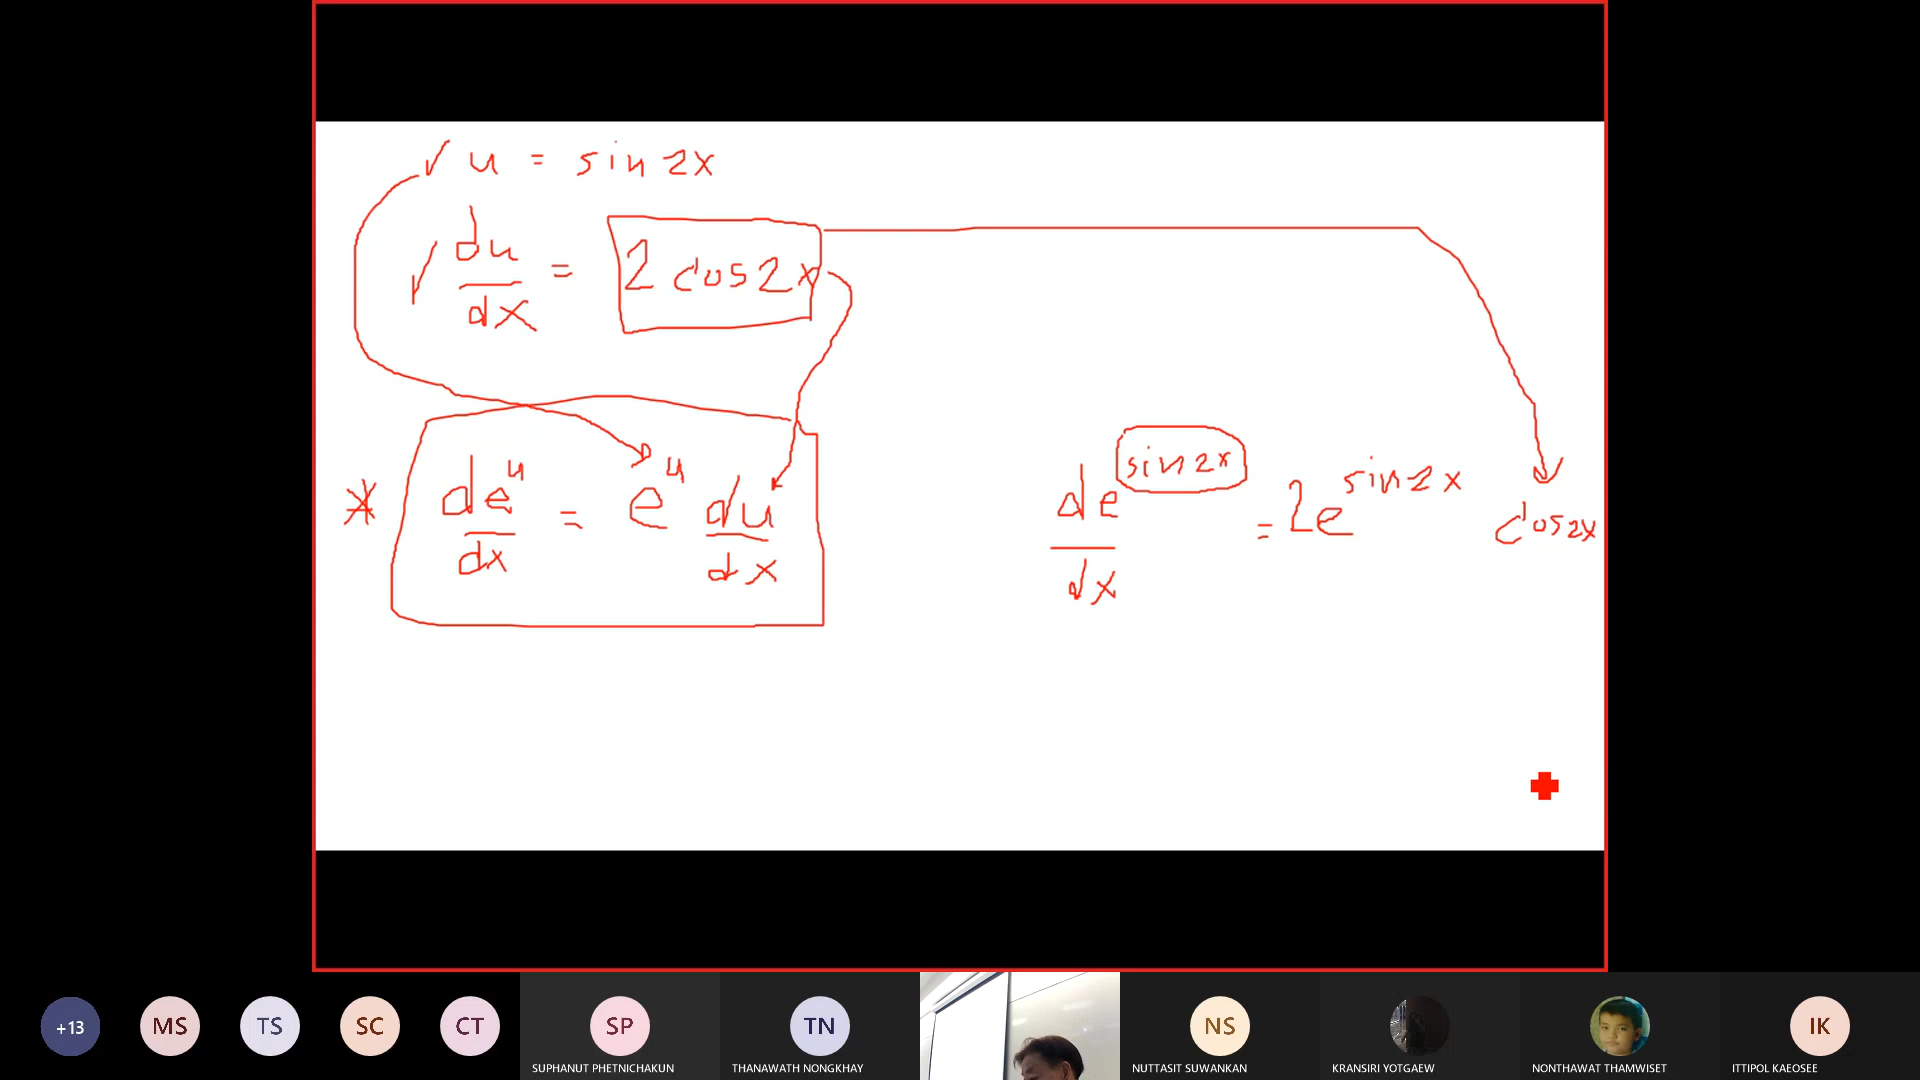 ✓ u = sin 2x
✓ du/dx = 2 cos 2x
* de^u/dx = e^u du/dx
de^sin 2x/dx = 2e^sin 2x cos 2x
+13
MS
TS
SC
CT
SP
SUPHANUT PHETNICHAKUN
TN
THANAWATH NONGKHAY
NS
NUTTASIT SUWANKAN
KRANSIRI YOTGAEW
NONTHAWAT THAMWISET
IK
ITTIPOL KAEOSEE